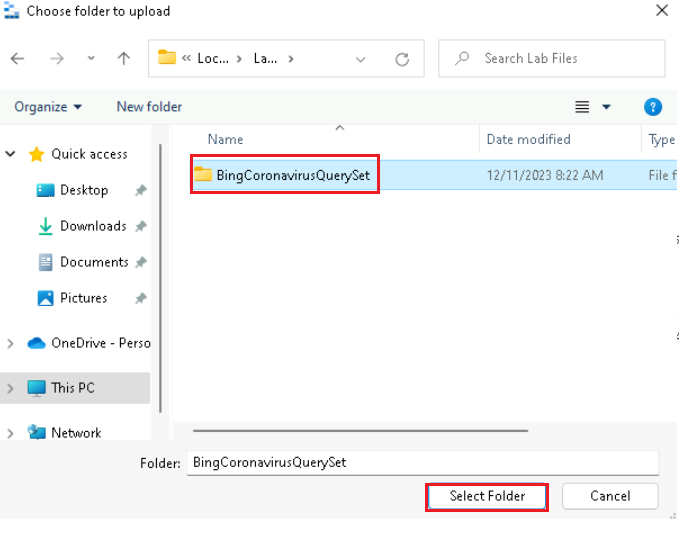 Choose folder to upload
« Loc... > La... >
Search Lab Files
Organize
New folder
?
Name
Date modified
Type
Quick access
BingCoronavirusQuerySet
12/11/2023 8:22 AM
File f
Desktop
Downloads
Documents
Pictures
OneDrive - Perso
This PC
Network
Folder:
BingCoronavirusQuerySet
Select Folder
Cancel